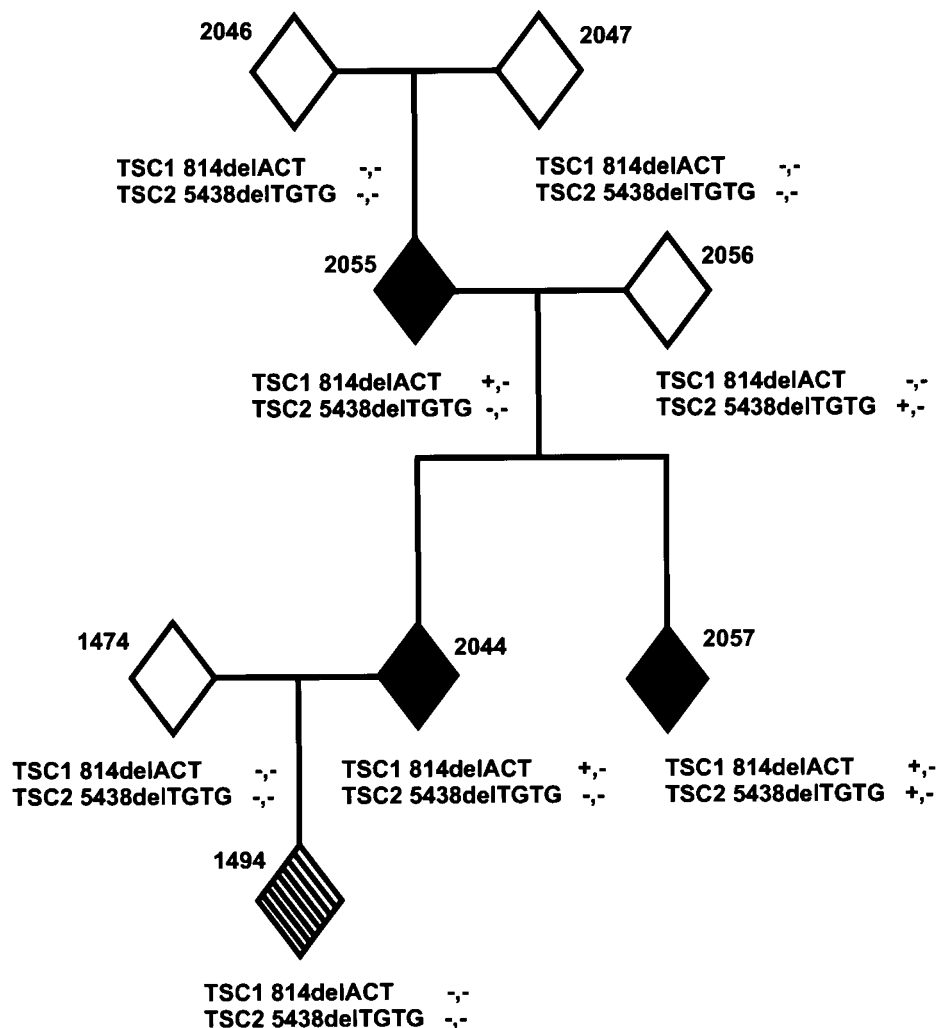 2046
2047
TSC1 814delACT -,-
TSC2 5438delTGTG -,-
TSC1 814delACT -,-
TSC2 5438delTGTG -,-
2055
2056
TSC1 814delACT +,-
TSC2 5438delTGTG -,-
TSC1 814delACT -,-
TSC2 5438delTGTG +,-
1474
2044
2057
TSC1 814delACT -,-
TSC2 5438delTGTG -,-
TSC1 814delACT +,-
TSC2 5438delTGTG -,-
TSC1 814delACT +,-
TSC2 5438delTGTG +,-
1494
TSC1 814delACT -,-
TSC2 5438delTGTG -,-